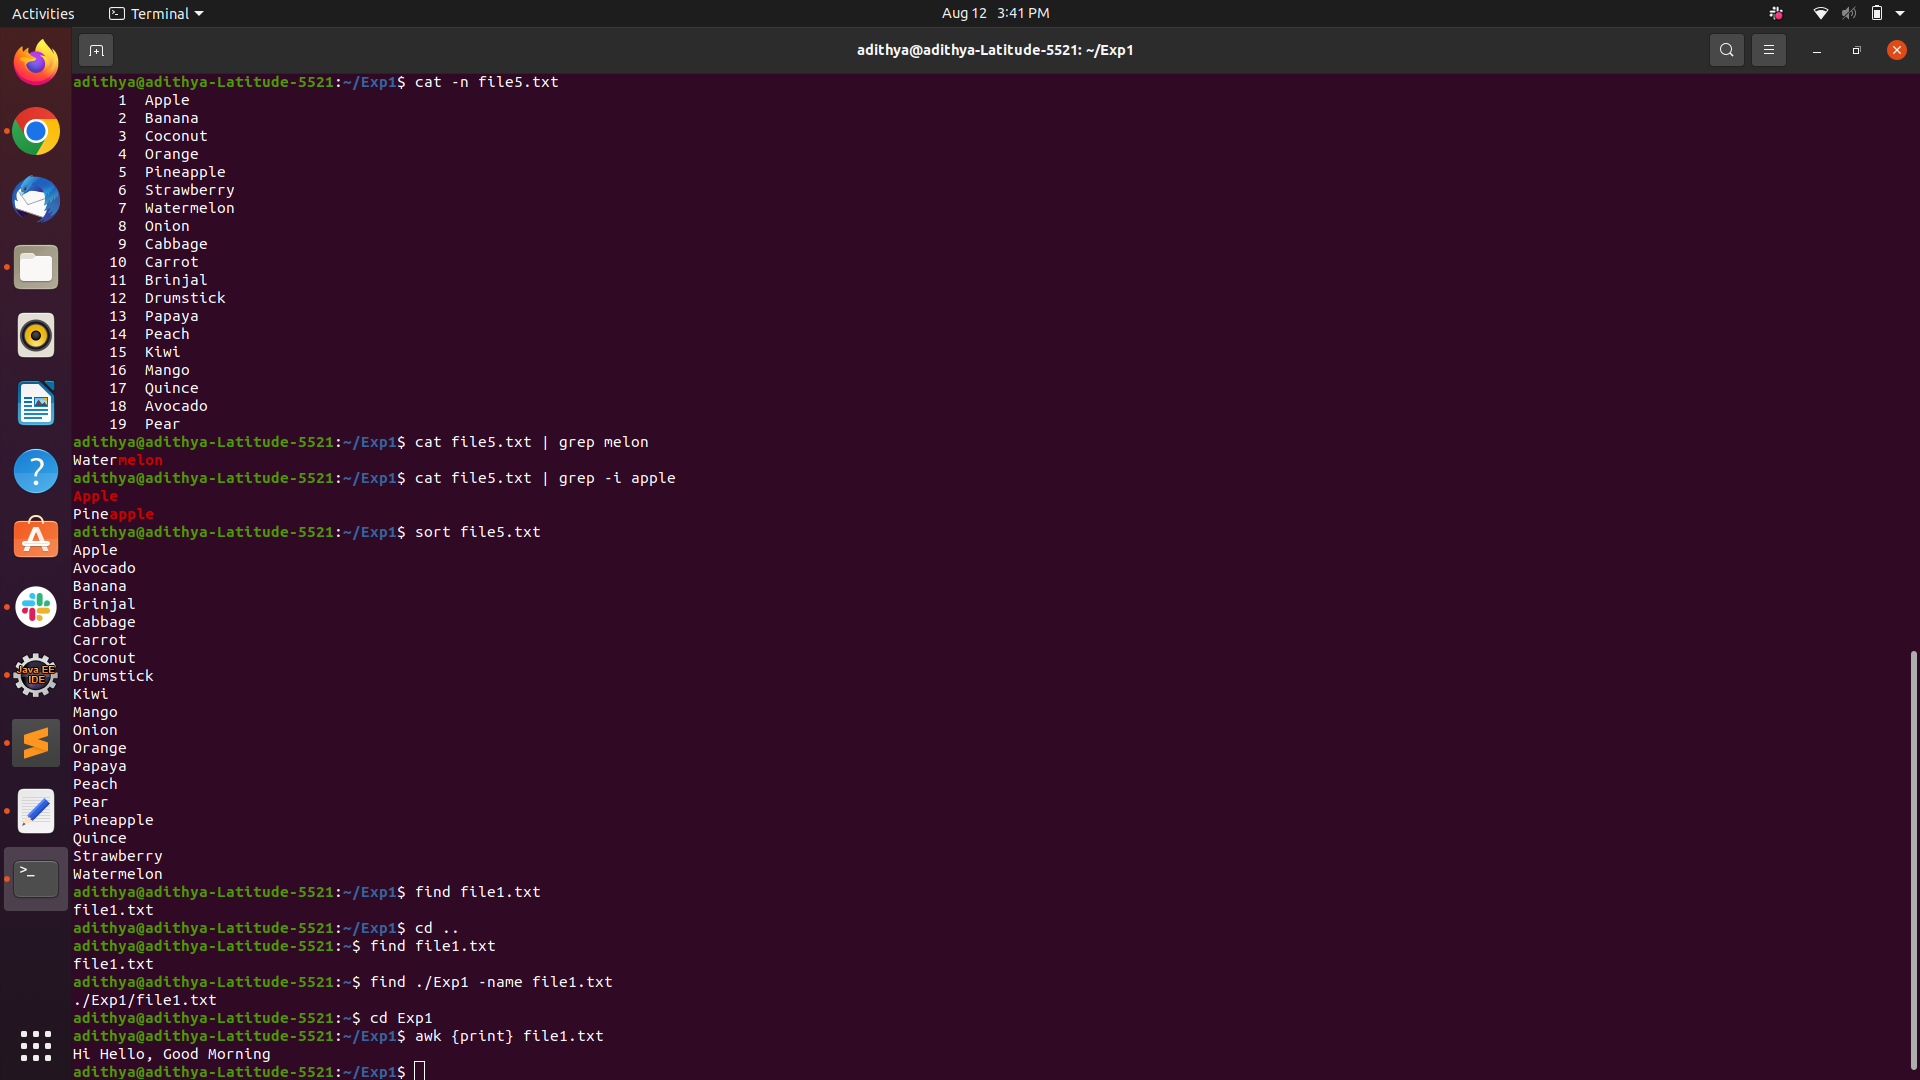 Activities Terminal Aug 12 3:41 PM
adithya@adithya-Latitude-5521: ~/Exp1
adithya@adithya-Latitude-5521:~/Exp1$ cat -n file5.txt
1 Apple
2 Banana
3 Coconut
4 Orange
5 Pineapple
6 Strawberry
7 Watermelon
8 Onion
9 Cabbage
10 Carrot
11 Brinjal
12 Drumstick
13 Papaya
14 Peach
15 Kiwi
16 Mango
17 Quince
18 Avocado
19 Pear
adithya@adithya-Latitude-5521:~/Exp1$ cat file5.txt | grep melon
Watermelon
adithya@adithya-Latitude-5521:~/Exp1$ cat file5.txt | grep -i apple
Apple
Pineapple
adithya@adithya-Latitude-5521:~/Exp1$ sort file5.txt
Apple
Avocado
Banana
Brinjal
Cabbage
Carrot
Coconut
Drumstick
Kiwi
Mango
Onion
Orange
Papaya
Peach
Pear
Pineapple
Quince
Strawberry
Watermelon
adithya@adithya-Latitude-5521:~/Exp1$ find file1.txt
file1.txt
adithya@adithya-Latitude-5521:~/Exp1$ cd ..
adithya@adithya-Latitude-5521:~$ find file1.txt
file1.txt
adithya@adithya-Latitude-5521:~$ find ./Exp1 -name file1.txt
./Exp1/file1.txt
adithya@adithya-Latitude-5521:~$ cd Exp1
adithya@adithya-Latitude-5521:~/Exp1$ awk {print} file1.txt
Hi Hello, Good Morning
adithya@adithya-Latitude-5521:~/Exp1$
Java EE
IDE